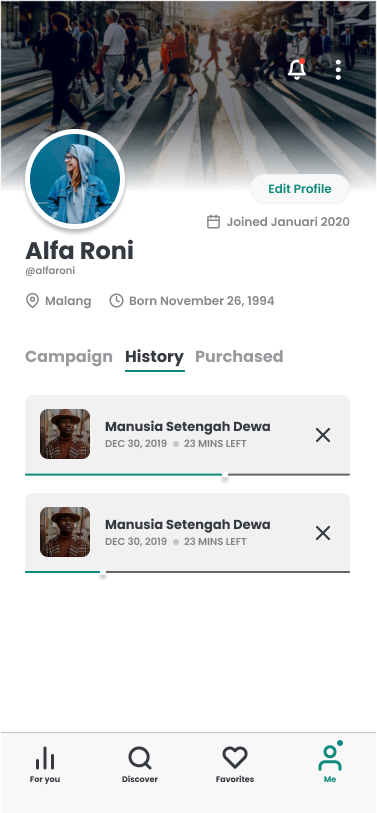 Edit Profile
Joined Januari 2020
Alfa Roni
@alfaroni
Malang Born November 26, 1994
Campaign History Purchased
Manusia Setengah Dewa
DEC 30, 2019 23 MINS LEFT
Manusia Setengah Dewa
DEC 30, 2019 23 MINS LEFT
For you Discover Favorites Me